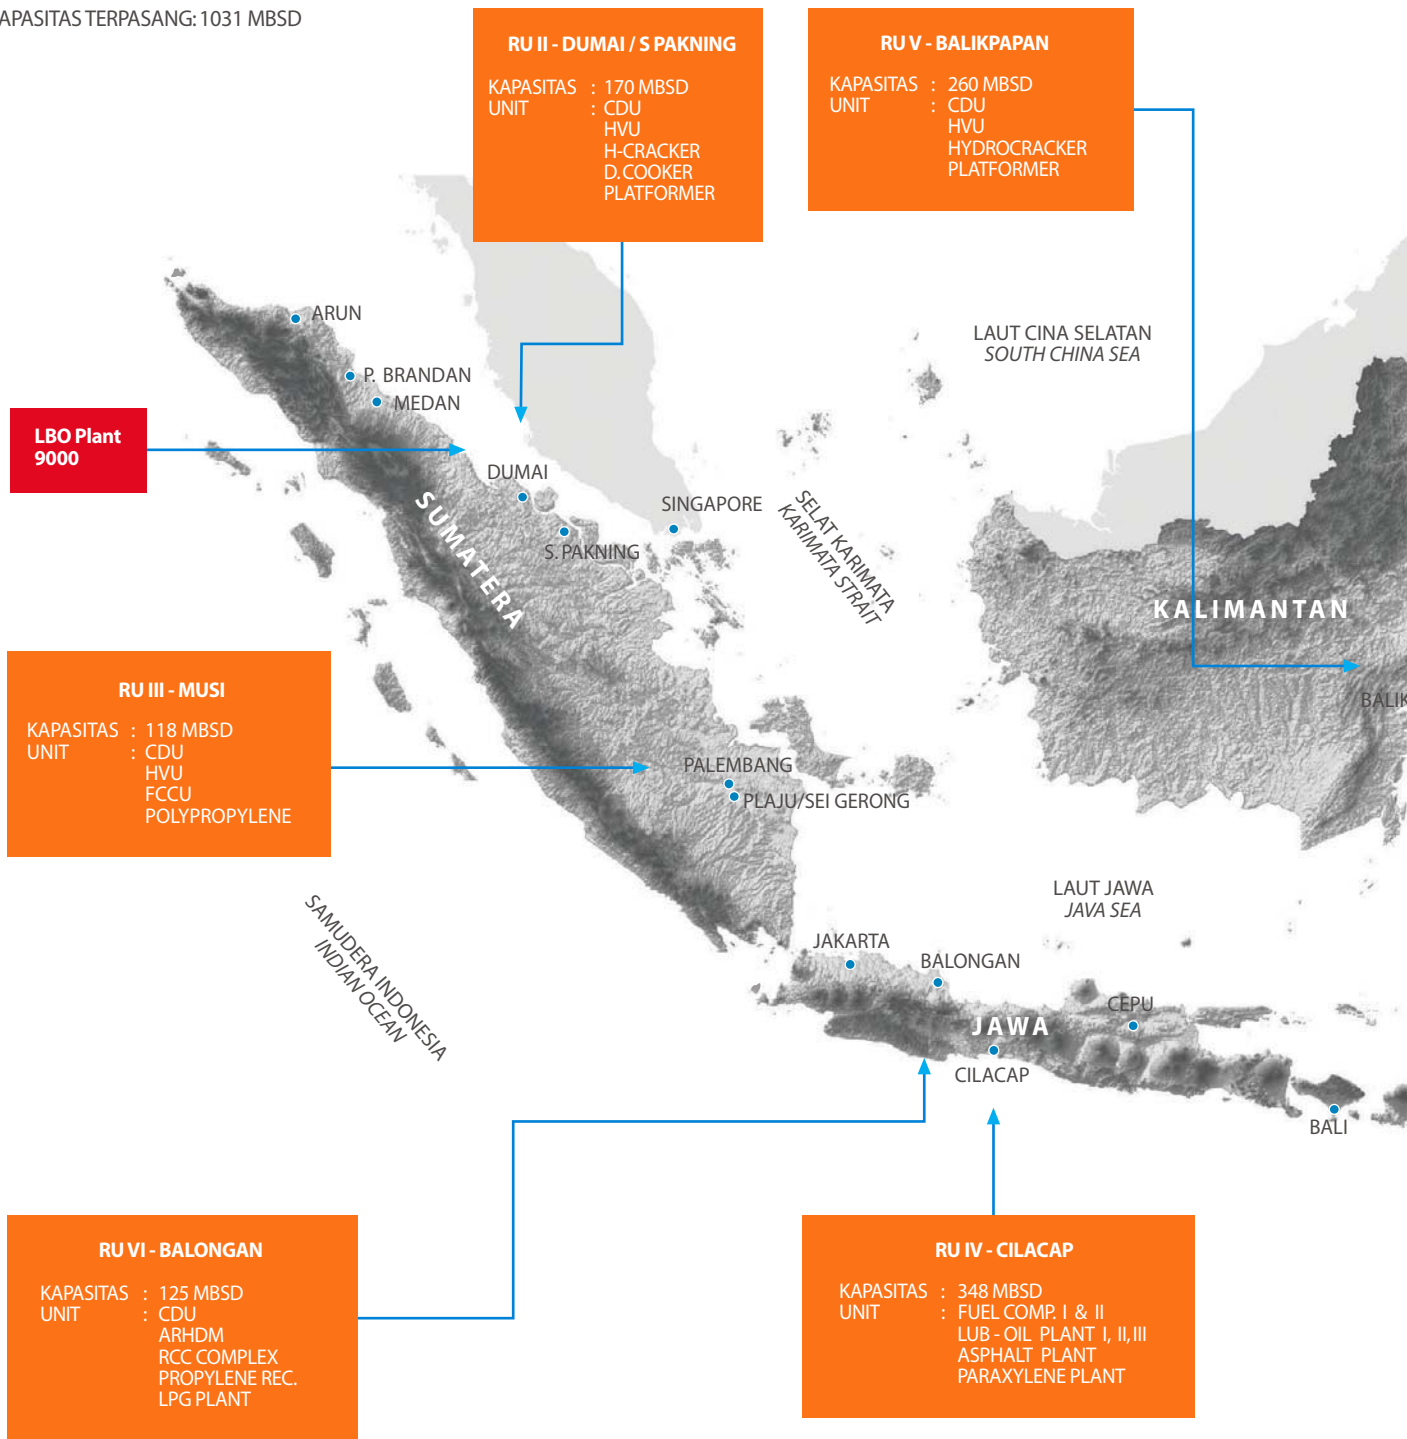 APASITAS TERPASANG: 1031 MBSD
RU II - DUMAI / S PAKNING
KAPASITAS : 170 MBSD
UNIT : CDU
HVU
H-CRACKER
D. COOKER
PLATFORMER
RU V - BALIKPAPAN
KAPASITAS : 260 MBSD
UNIT : CDU
HVU
HYDROCRACKER
PLATFORMER
ARUN
P. BRANDAN
MEDAN
LAUT CINA SELATAN
SOUTH CHINA SEA
LBO Plant
9000
DUMAI
S. PAKNING
SINGAPORE
SELAT KARIMATA
KARIMATA STRAIT
SUMATERA
KALIMANTAN
BALIK
RU III - MUSI
KAPASITAS : 118 MBSD
UNIT : CDU
HVU
FCCU
POLYPROPYLENE
PALEMBANG
PLAJU/SEI GERONG
SAMUDERA INDONESIA
INDIAN OCEAN
LAUT JAWA
JAVA SEA
JAKARTA
BALONGAN
CEPU
JAWA
CILACAP
BALI
RU VI - BALONGAN
KAPASITAS : 125 MBSD
UNIT : CDU
ARHDM
RCC COMPLEX
PROPYLENE REC.
LPG PLANT
RU IV - CILACAP
KAPASITAS : 348 MBSD
UNIT : FUEL COMP. I & II
LUB - OIL PLANT I, II, III
ASPHALT PLANT
PARAXYLENE PLANT